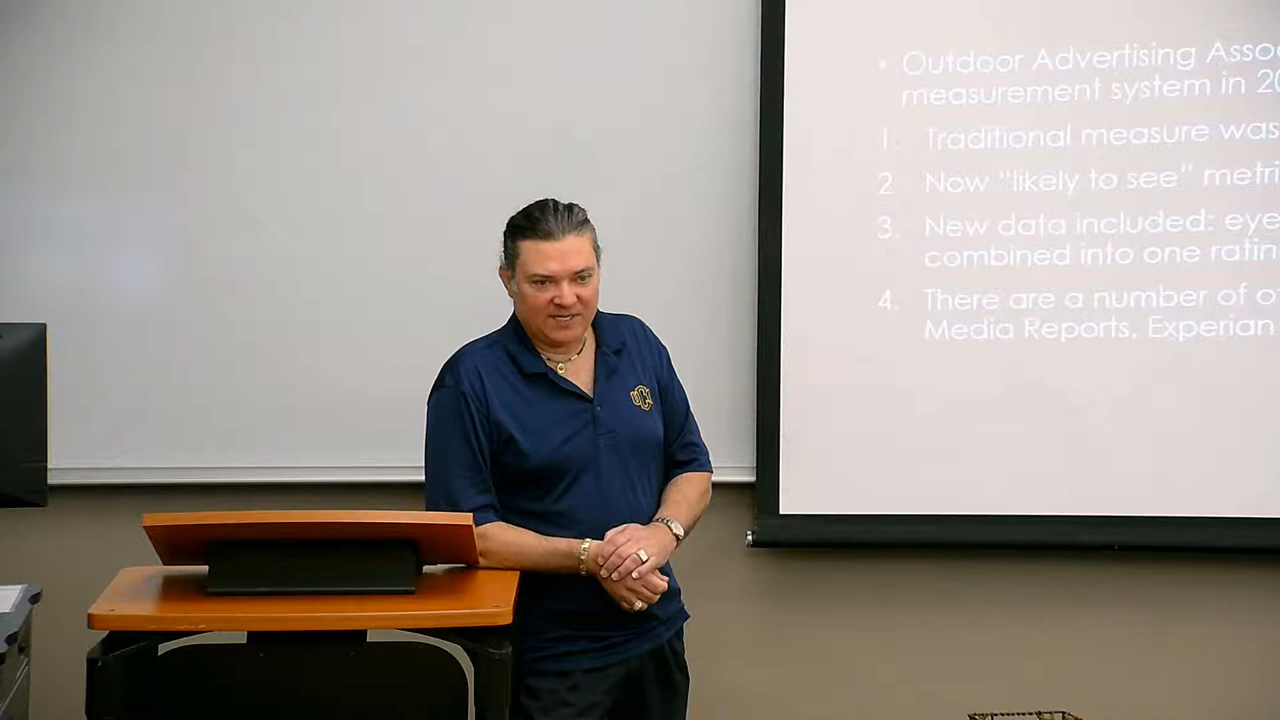 • Outdoor Advertising Asso
measurement system in 20
1. Traditional measure was
2 Now "likely to see" metri
3. New data included: eye
combined into one ratin
4. There are a number of o
Media Reports, Experian